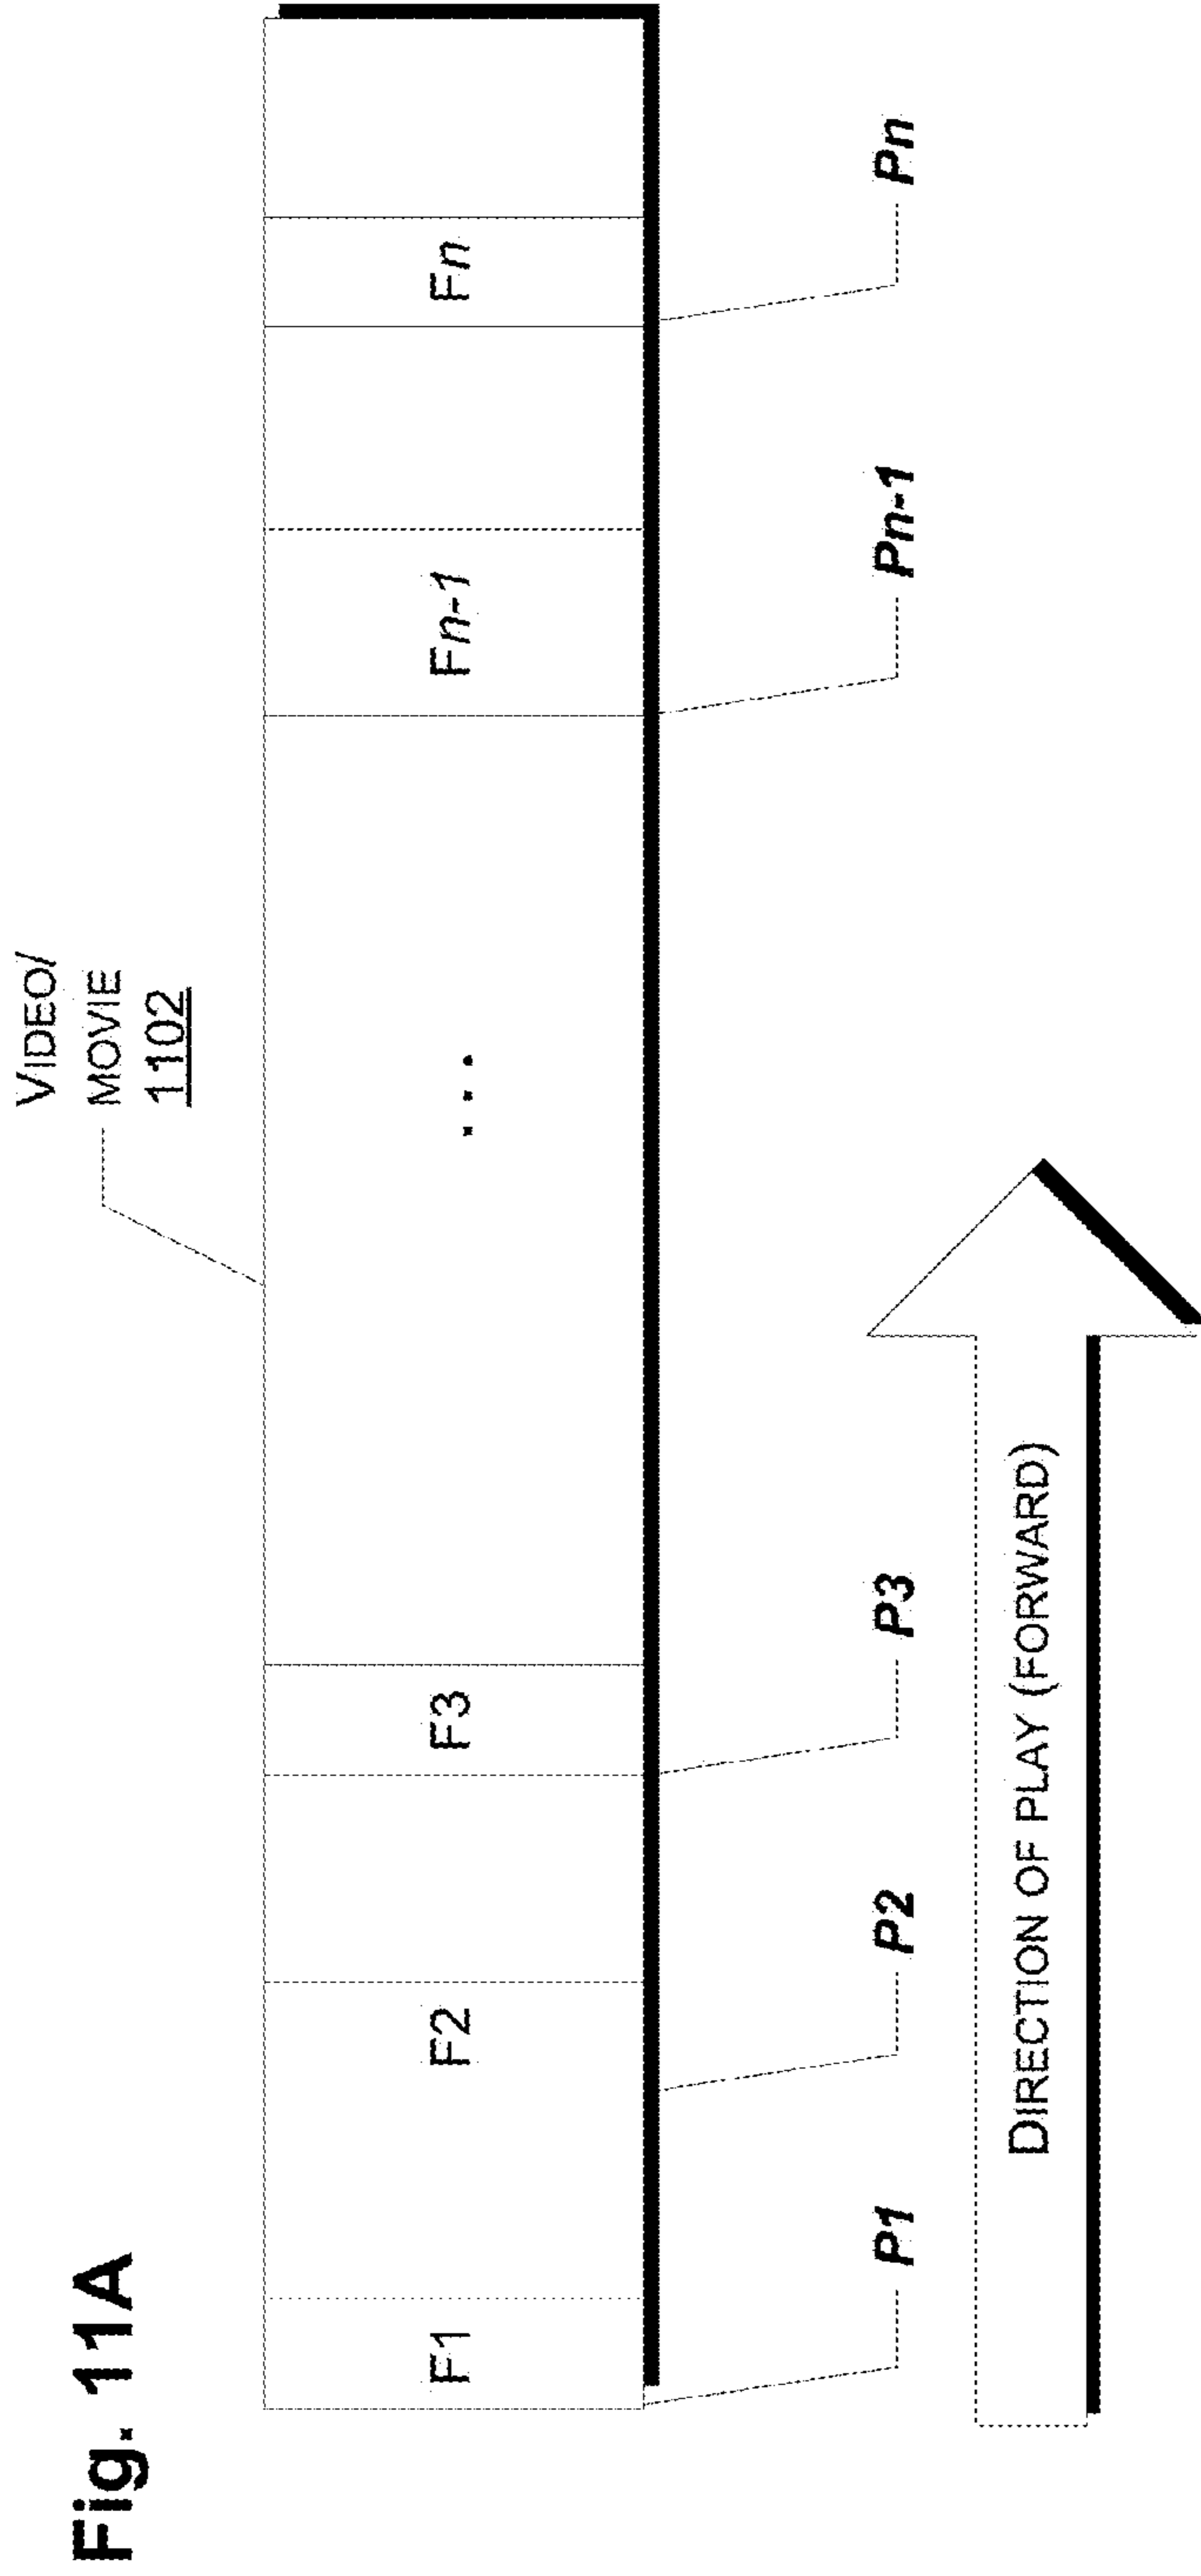 Fig. 11A
VIDEO/
MOVIE
1102
F1
F2
F3
...
Fn-1
Fn
P1
P2
P3
Pn-1
Pn
DIRECTION OF PLAY (FORWARD)